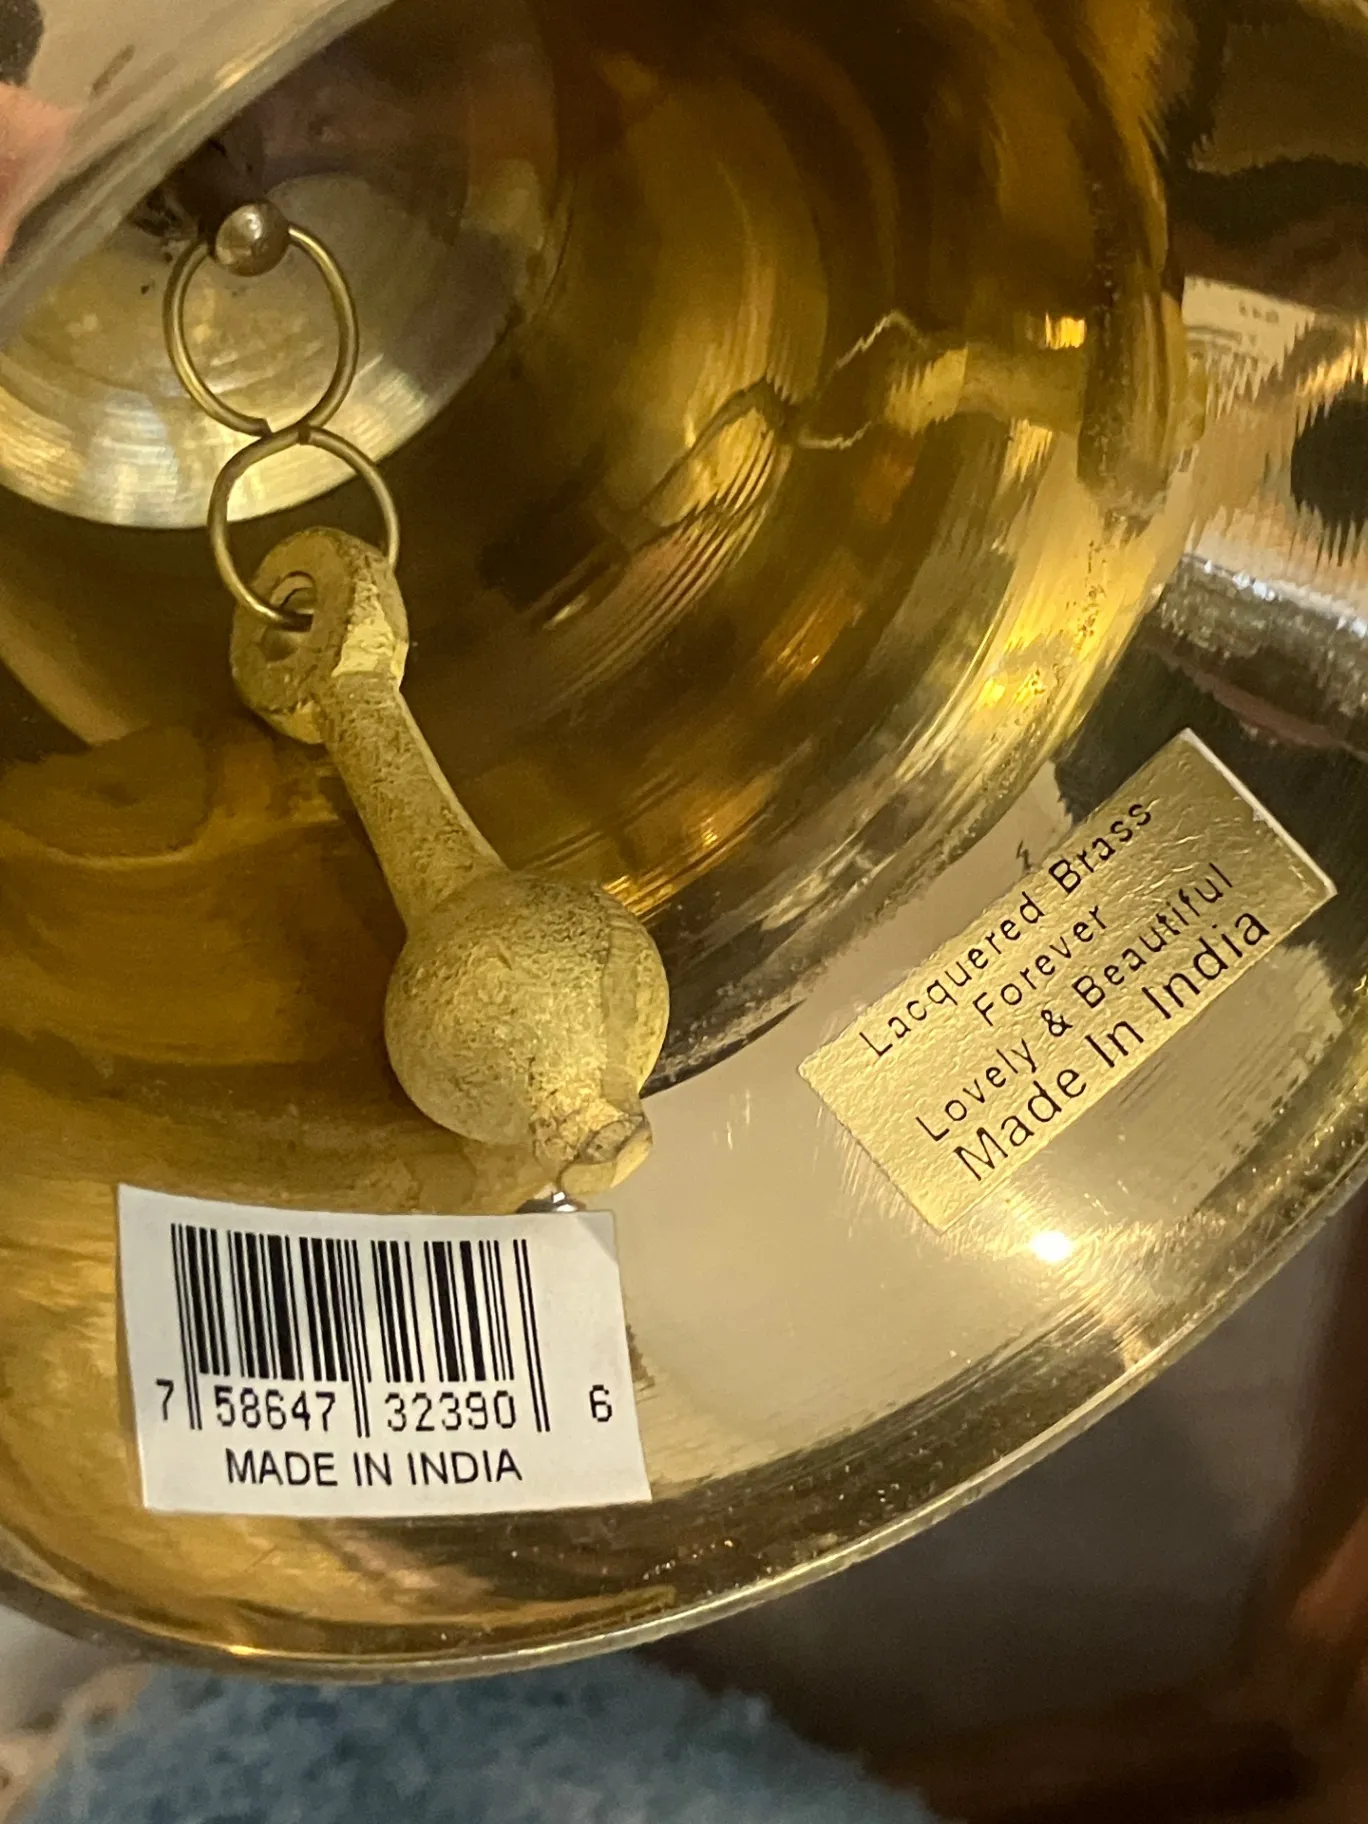 Lacquered Brass
Forever
Lovely & Beautiful
Made In India
7 58647 32390 6
MADE IN INDIA